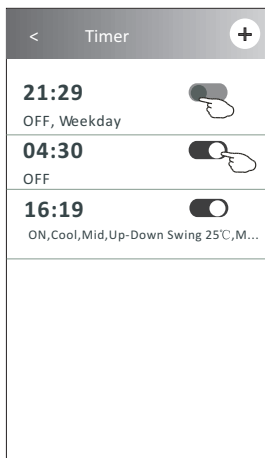 < Timer +
21:29
OFF, Weekday
04:30
OFF
16:19
ON,Cool,Mid,Up-Down Swing 25℃,M...